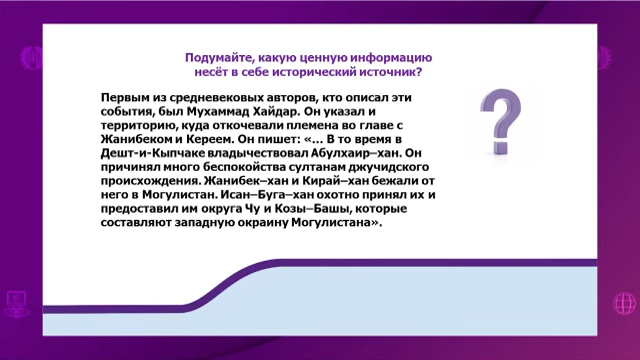 Подумайте, какую ценную информацию
несёт в себе исторический источник?
Первым из средневековых авторов, кто описал эти
события, был Мухаммад Хайдар. Он указал и
территорию, куда откочевали племена во главе с
Жанибеком и Кереем. Он пишет: «... В то время в
Дешт-и-Кыпчаке владычествовал Абулхаир–хан. Он
причинял много беспокойства султанам джучидского
происхождения. Жанибек–хан и Кирай–хан бежали от
него в Могулистан. Исан–Буга–хан охотно принял их и
предоставил им округа Чу и Козы–Башы, которые
составляют западную окраину Могулистана».